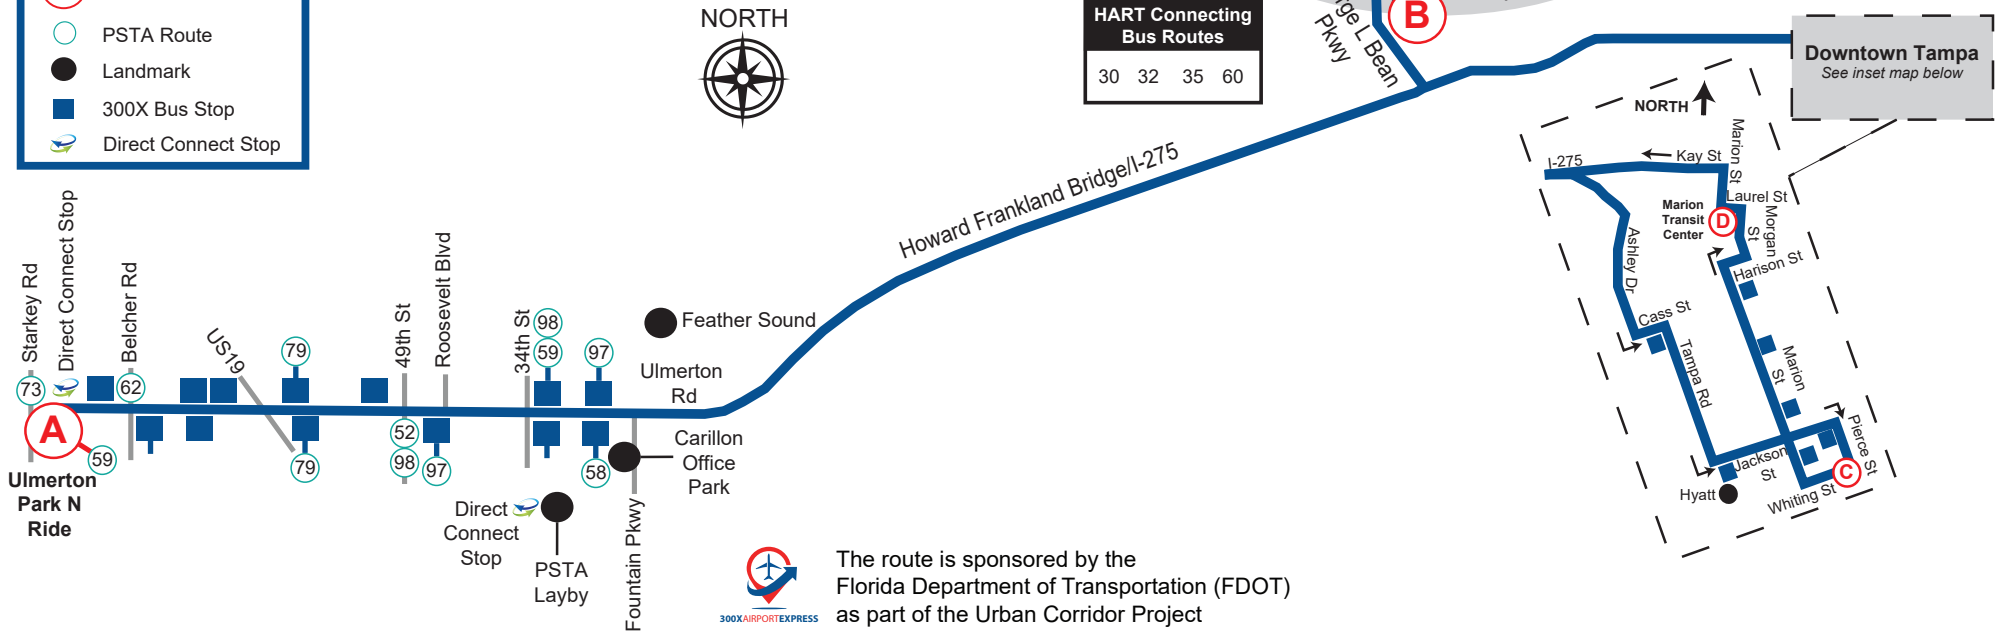 PSTA Route
Landmark
300X Bus Stop
Direct Connect Stop
NORTH
HART Connecting
Bus Routes
30 32 35 60
rge L Bean
Pkwy
B
Downtown Tampa
See inset map below
NORTH
I-275
Kay St
Marion St
Laurel St
Marion
Transit
Center
D
Morgan
St
Harison St
Ashley Dr
Cass St
Tampa Rd
Marion
St
Pierce St
Jackson
St
C
Whiting St
Hyatt
Howard Frankland Bridge/I-275
Starkey Rd
Direct Connect Stop
Belcher Rd
US19
49th St
Roosevelt Blvd
34th St
73
62
79
98
59
97
Feather Sound
Ulmerton
Rd
A
59
79
52
98
97
58
Ulmerton
Park N
Ride
Carillon
Office
Park
Direct
Connect
Stop
PSTA
Layby
Fountain Pkwy
300XAIRPORTEXPRESS
The route is sponsored by the
Florida Department of Transportation (FDOT)
as part of the Urban Corridor Project